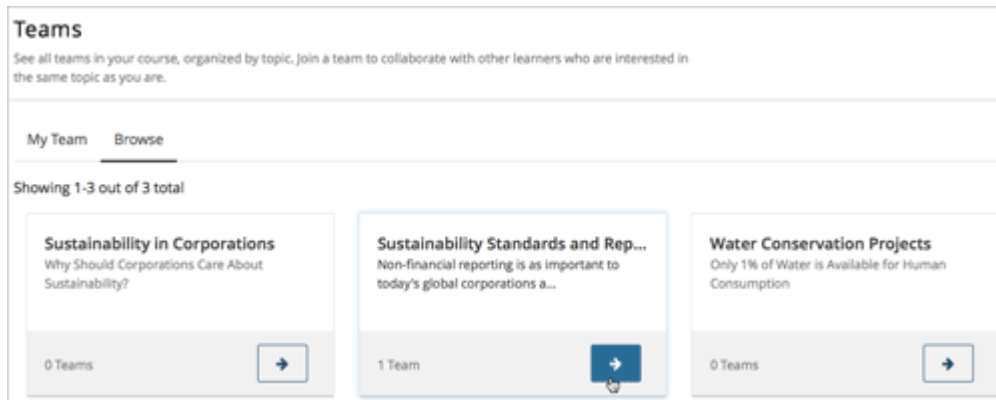 Teams
See all teams in your course, organized by topic. Join a team to collaborate with other learners who are interested in
the same topic as you are.
My Team Browse
Showing 1-3 out of 3 total
Sustainability in Corporations
Why Should Corporations Care About
Sustainability?
0 Teams
Sustainability Standards and Rep...
Non-financial reporting is as important to
today's global corporations a...
1 Team
Water Conservation Projects
Only 1% of Water is Available for Human
Consumption
0 Teams